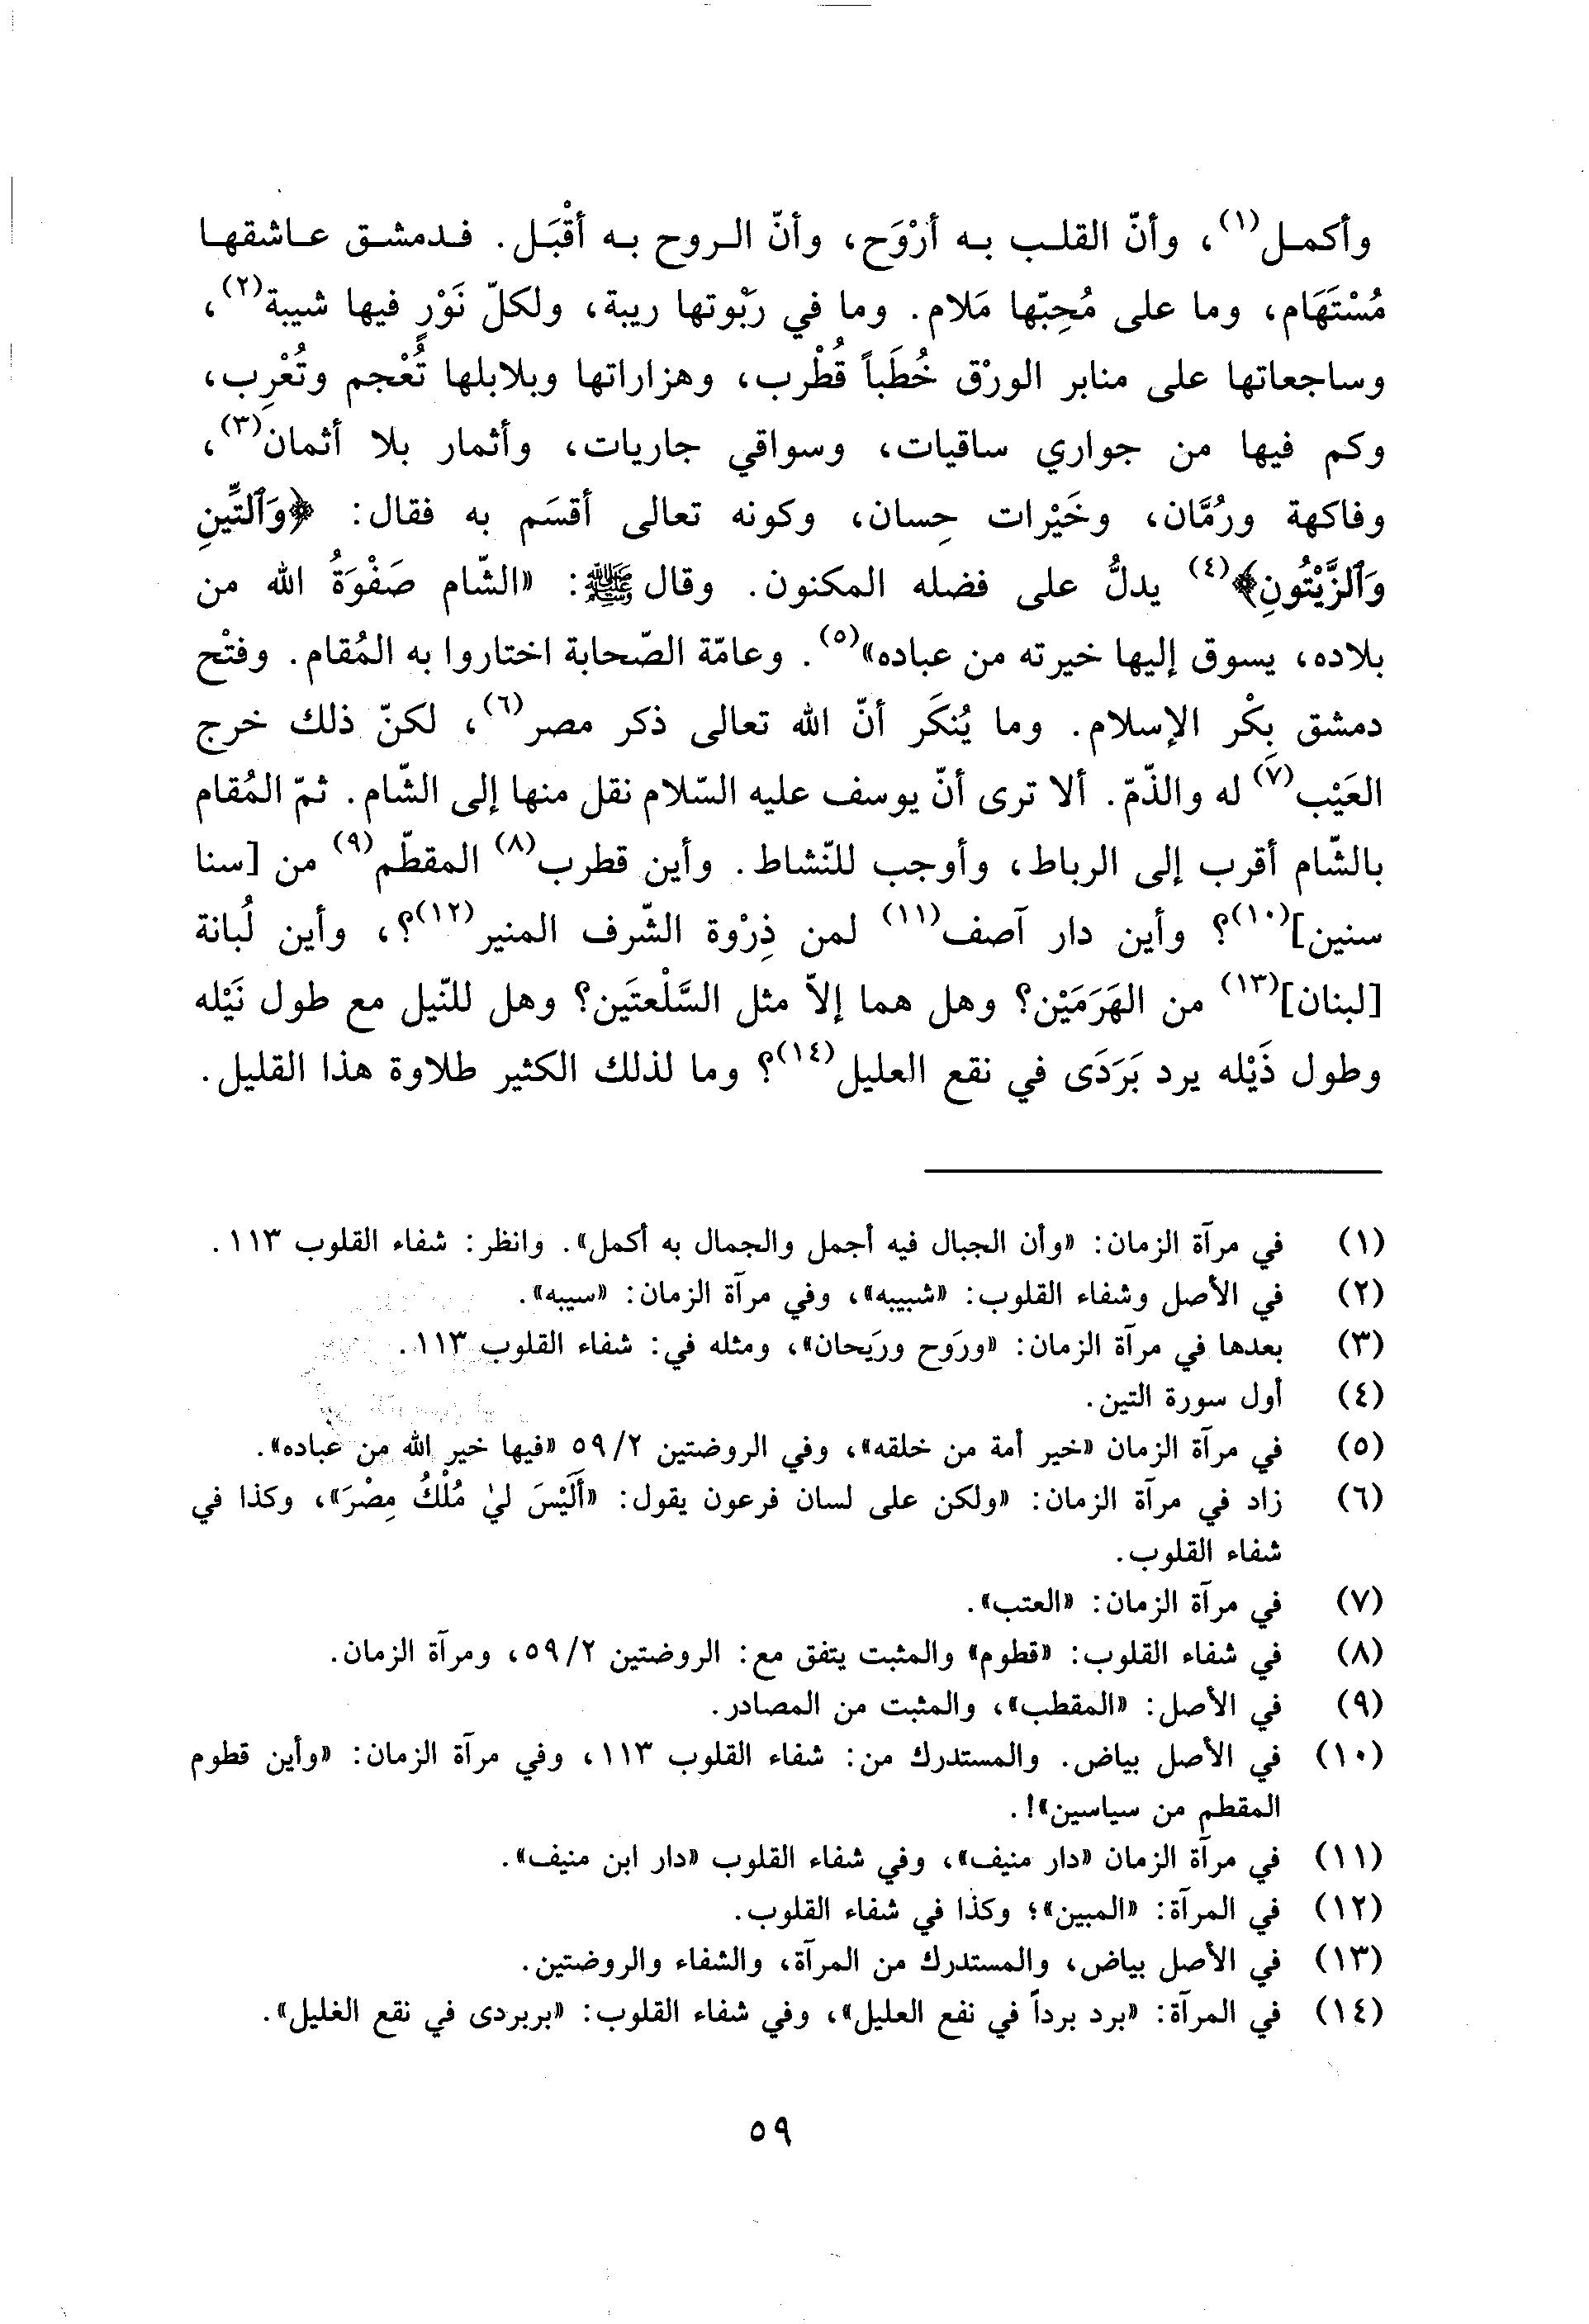 وأكمل(١)، وأنّ القلب به أرْوَح، وأنّ الروح به أقْبَل. فدمشق عاشقها
مُسْتَهَام، وما على مُحِبّها مَلام. وما في رَبْوتها ريبة، ولكلّ نَوْرٍ فيها شيبة(٢)،
وساجعاتها على منابر الورْق خُطَباً تُطْرب، وهزاراتها وبلابلها تُعْجم وتُعْرِب،
وكم فيها من جواري ساقيات، وسواقي جاريات، وأثمار بلا أثمان(٣)،
وفاكهة ورُمَّان، وخَيْرات حِسان، وكونه تعالى أقسَم به فقال: ﴿وَٱلتِّينِ
وَٱلزَّيْتُونِ﴾(٤) يدلُّ على فضله المكنون. وقال ﷺ: «الشّام صَفْوَةُ الله من
بلاده، يسوق إليها خيرته من عباده»(٥). وعامّة الصّحابة اختاروا به المُقام. وفتْح
دمشق بِكْر الإسلام. وما يُنكَر أنّ الله تعالى ذكر مصر(٦)، لكنّ ذلك خرج
العَيْب(٧) له والذّمّ. ألا ترى أنّ يوسف عليه السّلام نقل منها إلى الشّام. ثمّ المُقام
بالشّام أقرب إلى الرباط، وأوجب للنّشاط. وأين قطرب(٨) المقطّم(٩) من [سنا
سنين](١٠)؟ وأين دار آصف(١١) لمن ذِرْوة الشّرف المنير(١٢)؟، وأين لُبانة
[لبنان](١٣) من الهَرَمَيْن؟ وهل هما إلاّ مثل السَّلْعتَين؟ وهل للنّيل مع طول نَيْله
وطول ذَيْله يرد بَرَدَى في نقع العليل(١٤)؟ وما لذلك الكثير طلاوة هذا القليل.
(١) في مرآة الزمان: «وأن الجبال فيه أجمل والجمال به أكمل». وانظر: شفاء القلوب ١١٣.
(٢) في الأصل وشفاء القلوب: «شبيبه»، وفي مرآة الزمان: «سيبه».
(٣) بعدها في مرآة الزمان: «ورَوح ورَيحان»، ومثله في: شفاء القلوب ١١٣.
(٤) أول سورة التين.
(٥) في مرآة الزمان «خير أمة من خلقه»، وفي الروضتين ٥٩/٢ «فيها خير الله من عباده».
(٦) زاد في مرآة الزمان: «ولكن على لسان فرعون يقول: «أَلَيْسَ ليْ مُلْكُ مِصْرَ»، وكذا في
شفاء القلوب.
(٧) في مرآة الزمان: «العتب».
(٨) في شفاء القلوب: «قطوم» والمثبت يتفق مع: الروضتين ٥٩/٢، ومرآة الزمان.
(٩) في الأصل: «المقطب»، والمثبت من المصادر.
(١٠) في الأصل بياض. والمستدرك من: شفاء القلوب ١١٣، وفي مرآة الزمان: «وأين قطوم
المقطم من سياسين»!.
(١١) في مرآة الزمان «دار منيف»، وفي شفاء القلوب «دار ابن منيف».
(١٢) في المرآة: «المبين»؛ وكذا في شفاء القلوب.
(١٣) في الأصل بياض، والمستدرك من المرآة، والشفاء والروضتين.
(١٤) في المرآة: «برد برداً في نفع العليل»، وفي شفاء القلوب: «بربردى في نقع الغليل».
٥٩